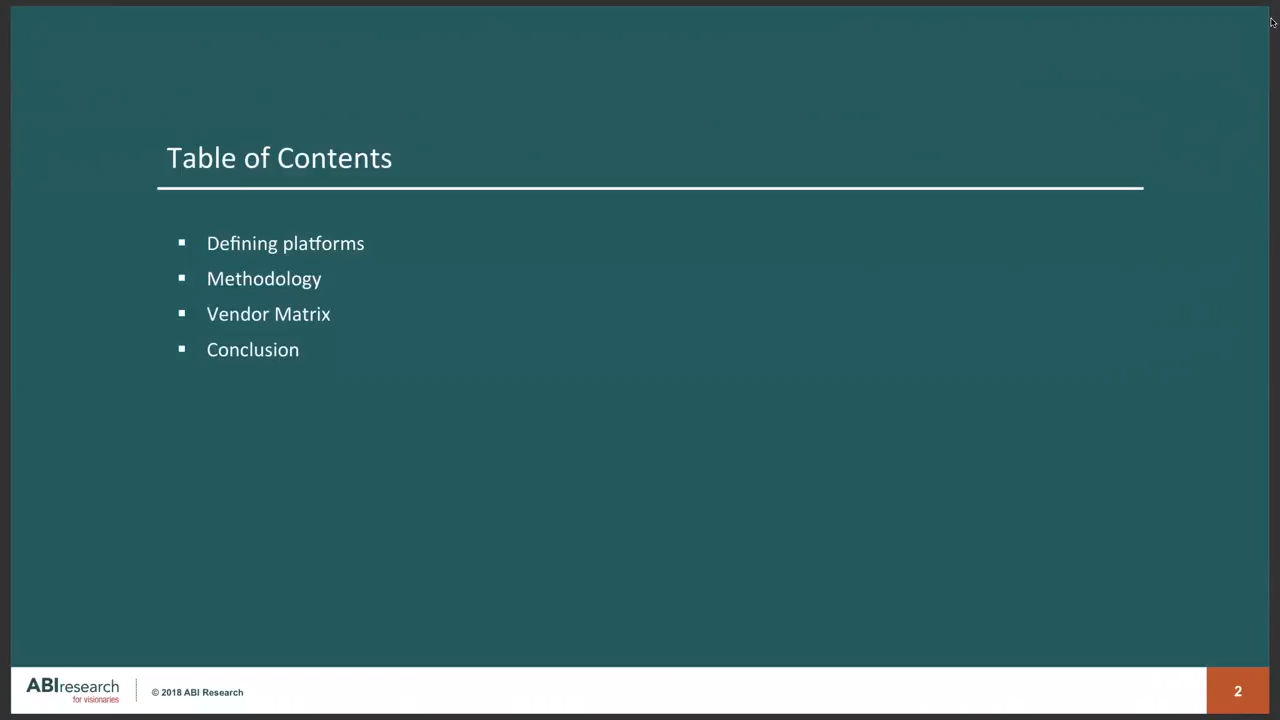 Table of Contents
▪ Defining platforms
▪ Methodology
▪ Vendor Matrix
▪ Conclusion
ABIresearch
for visionaries
© 2018 ABI Research
2